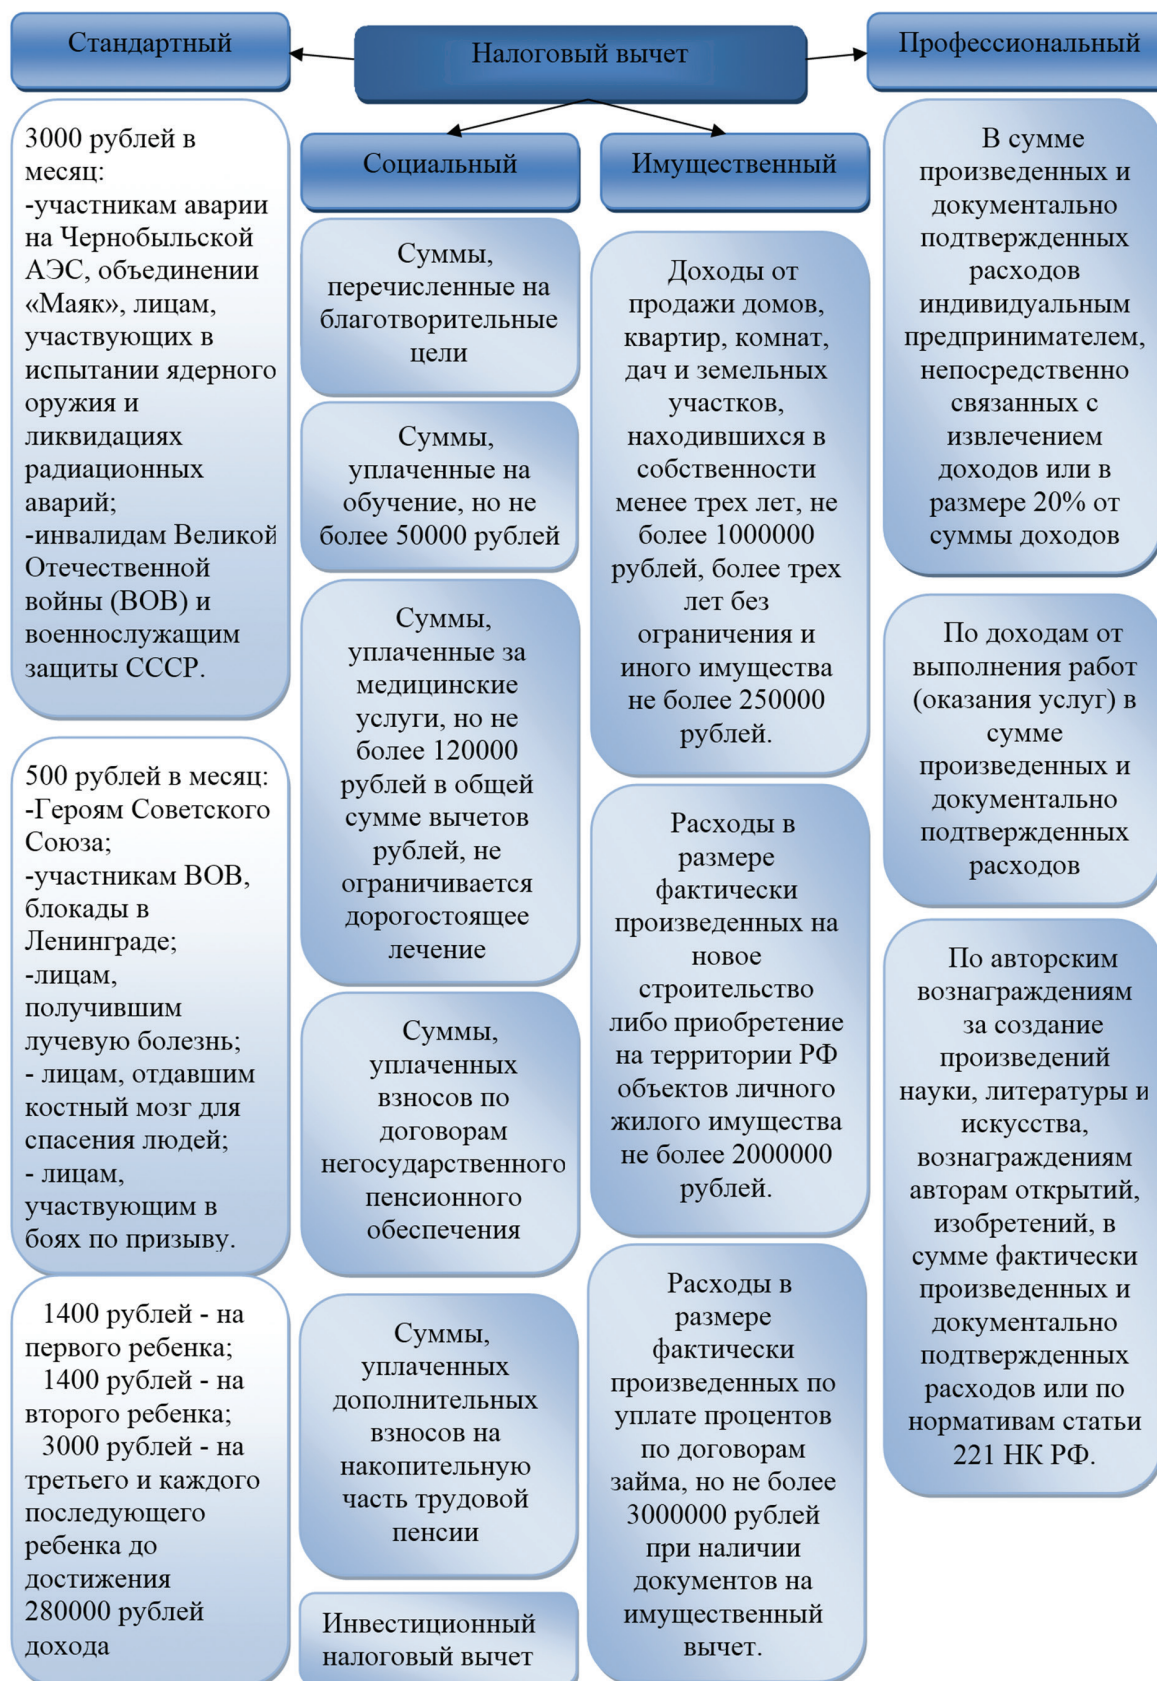 Налоговый вычет
Стандартный
3000 рублей в
месяц:
-участникам аварии
на Чернобыльской
АЭС, объединении
«Маяк», лицам,
участвующих в
испытании ядерного
оружия и
ликвидациях
радиационных
аварий;
-инвалидам Великой
Отечественной
войны (ВОВ) и
военнослужащим
защиты СССР.
500 рублей в месяц:
-Героям Советского
Союза;
-участникам ВОВ,
блокады в
Ленинграде;
-лицам,
получившим
лучевую болезнь;
- лицам, отдавшим
костный мозг для
спасения людей;
- лицам,
участвующим в
боях по призыву.
1400 рублей - на
первого ребенка;
1400 рублей - на
второго ребенка;
3000 рублей - на
третьего и каждого
последующего
ребенка до
достижения
280000 рублей
дохода
Социальный
Суммы,
перечисленные на
благотворительные
цели
Суммы,
уплаченные на
обучение, но не
более 50000 рублей
Суммы,
уплаченные за
медицинские
услуги, но не
более 120000
рублей в общей
сумме вычетов
рублей, не
ограничивается
дорогостоящее
лечение
Суммы,
уплаченных
взносов по
договорам
негосударственного
пенсионного
обеспечения
Суммы,
уплаченных
дополнительных
взносов на
накопительную
часть трудовой
пенсии
Инвестиционный
налоговый вычет
Имущественный
Доходы от
продажи домов,
квартир, комнат,
дач и земельных
участков,
находившихся в
собственности
менее трех лет, не
более 1000000
рублей, более трех
лет без
ограничения и
иного имущества
не более 250000
рублей.
Расходы в
размере
фактически
произведенных на
новое
строительство
либо приобретение
на территории РФ
объектов личного
жилого имущества
не более 2000000
рублей.
Расходы в
размере
фактически
произведенных по
уплате процентов
по договорам
займа, но не более
3000000 рублей
при наличии
документов на
имущественный
вычет.
Профессиональный
В сумме
произведенных и
документально
подтвержденных
расходов
индивидуальным
предпринимателем,
непосредственно
связанных с
извлечением
доходов или в
размере 20% от
суммы доходов
По доходам от
выполнения работ
(оказания услуг) в
сумме
произведенных и
документально
подтвержденных
расходов
По авторским
вознаграждениям
за создание
произведений
науки, литературы и
искусства,
вознаграждениям
авторам открытий,
изобретений, в
сумме фактически
произведенных и
документально
подтвержденных
расходов или по
нормативам статьи
221 НК РФ.